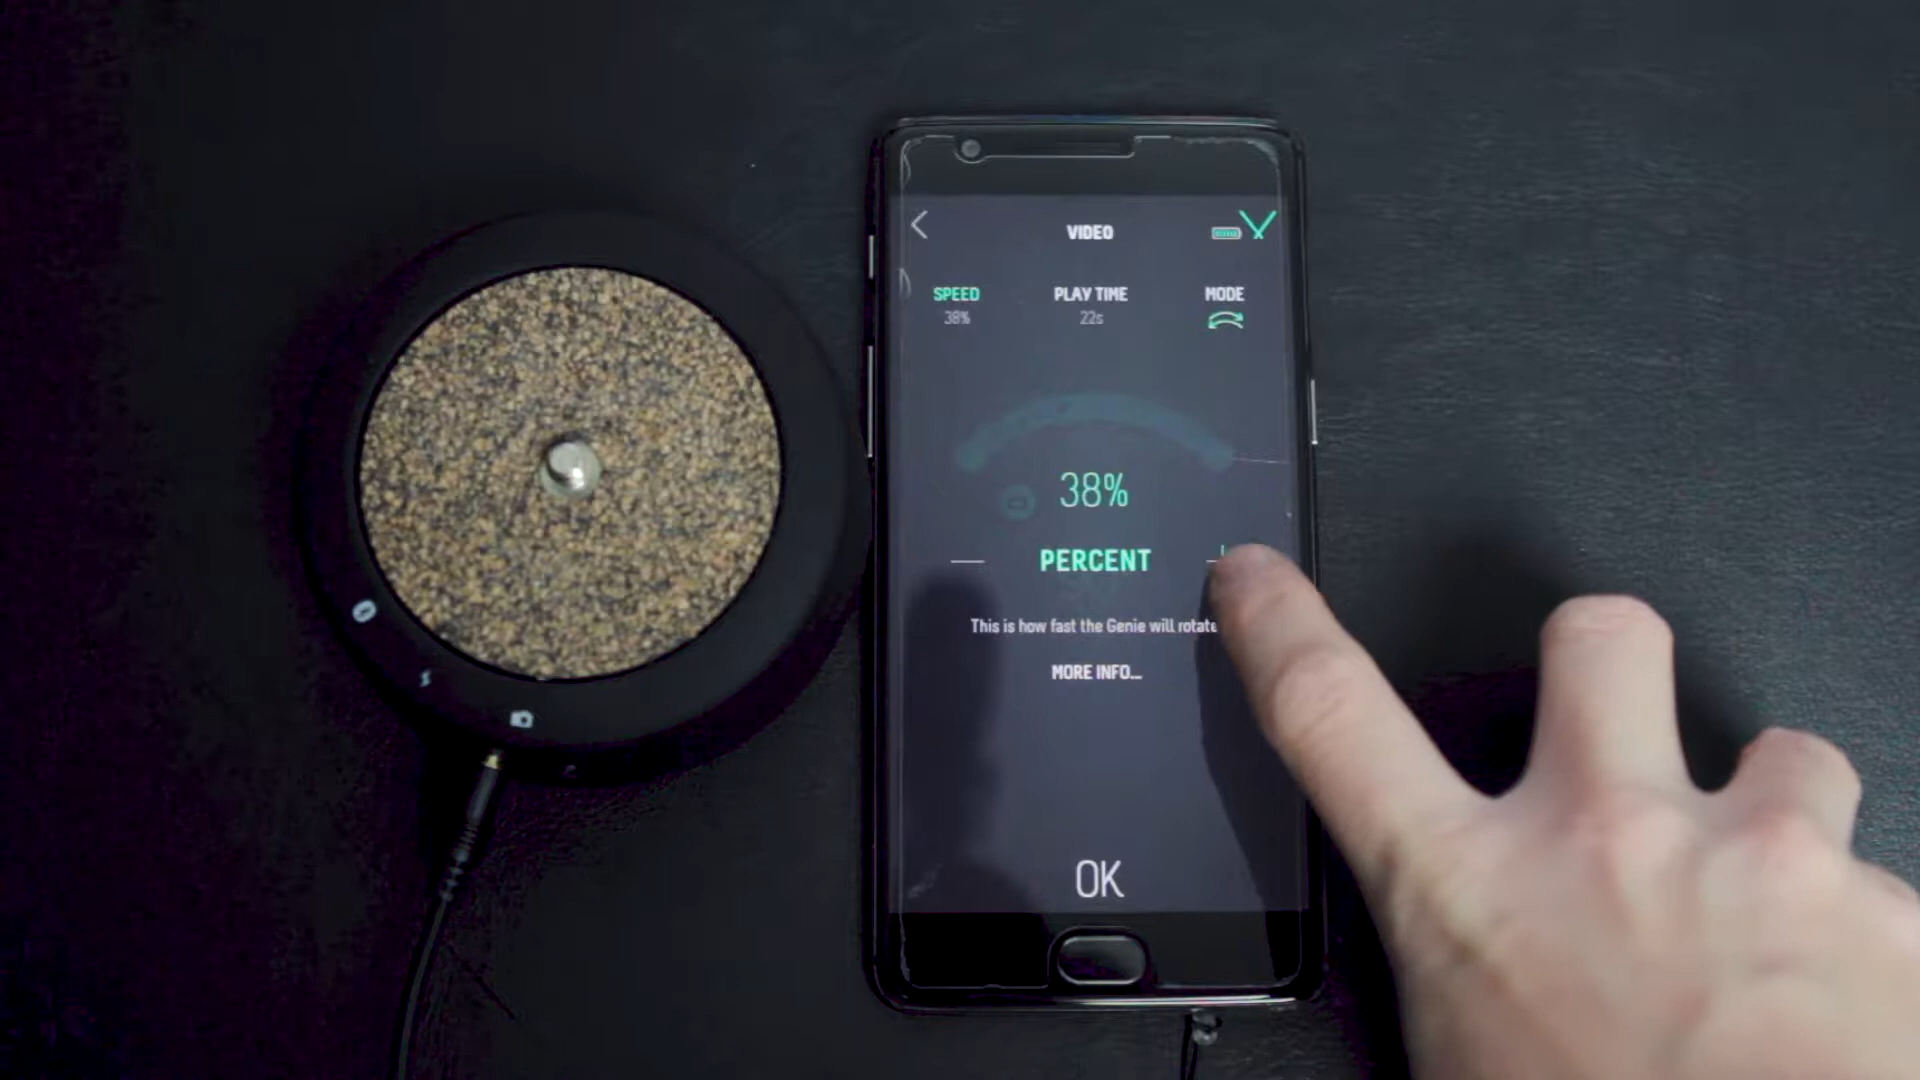 VIDEO
SPEED PLAY TIME MODE
38% 22s
38%
PERCENT
This is how fast the Genie will rotate
MORE INFO...
OK